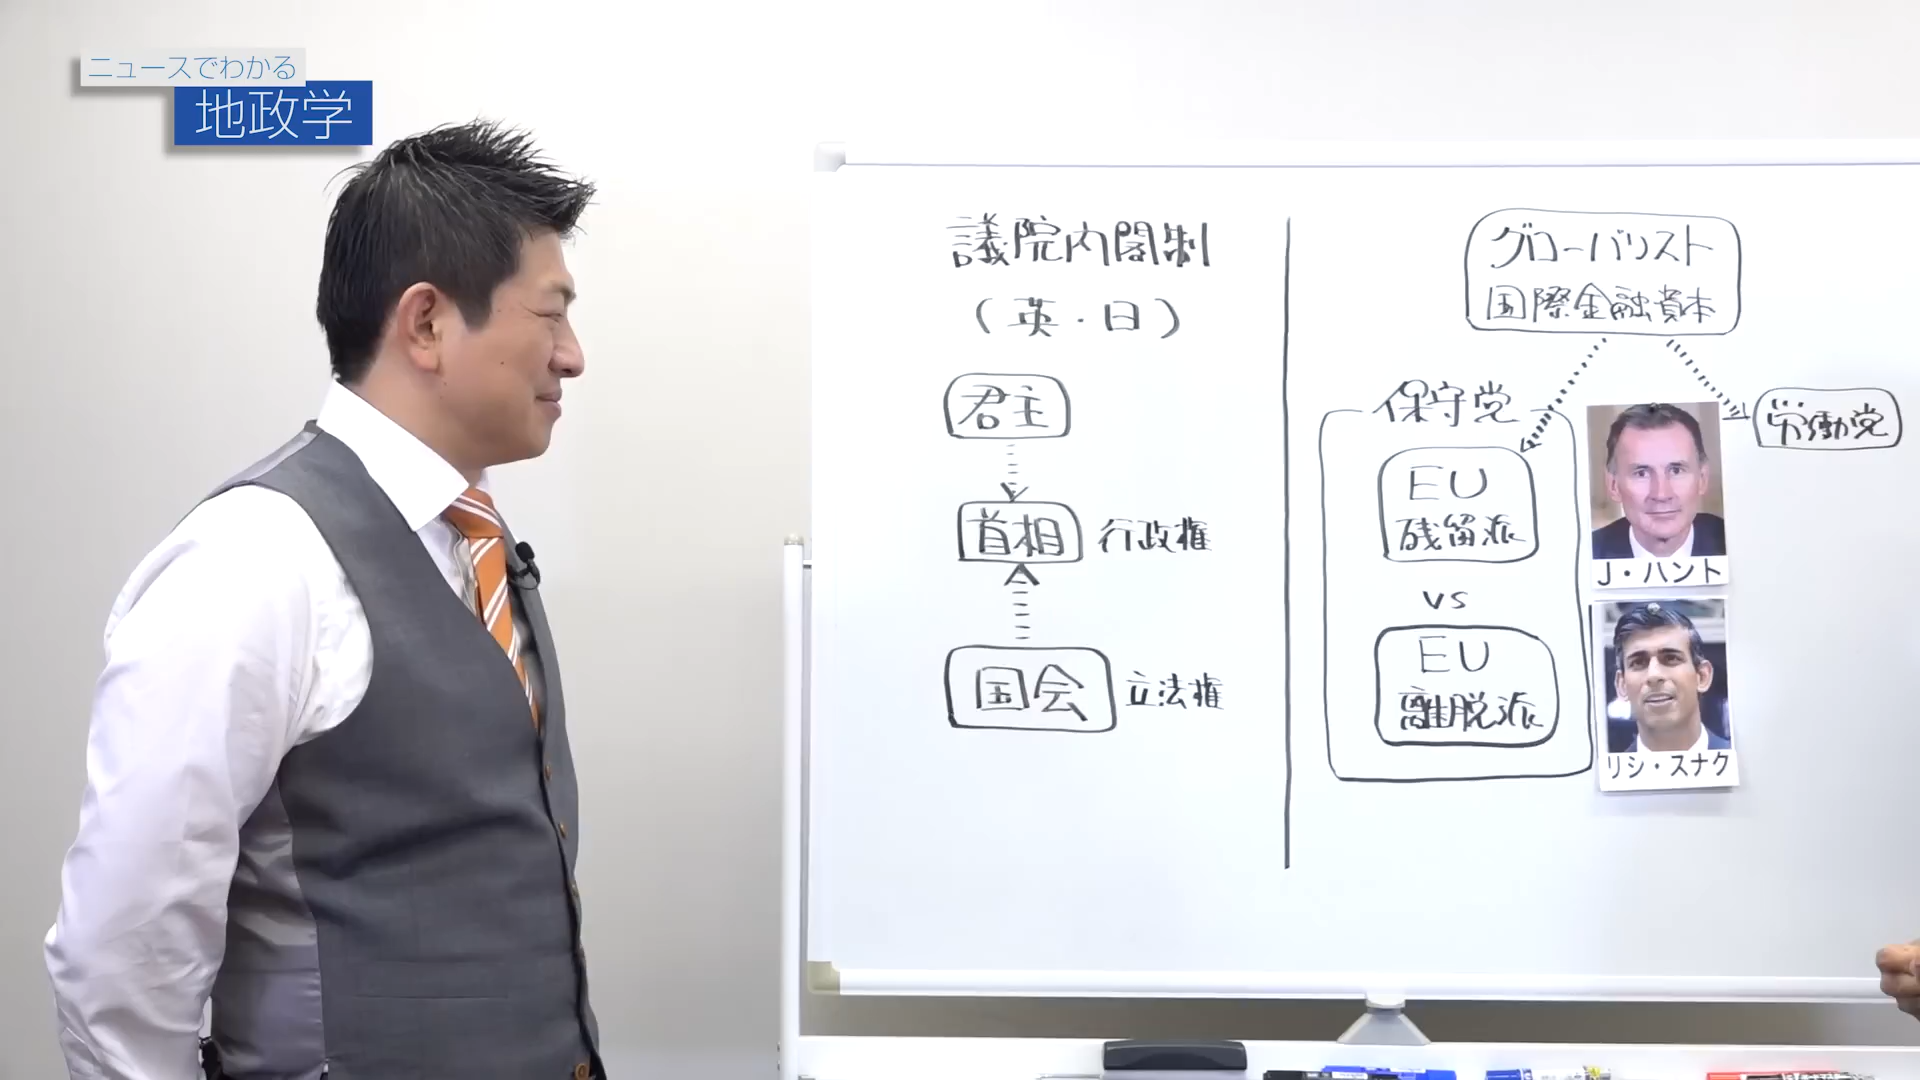 ニュースでわかる
地政学
議院内閣制
(英・日)
君主
首相 行政権
国会 立法権
グローバリスト
国際金融資本
保守党
労働党
EU
残留派
VS
EU
離脱派
J・ハント
リシ・スナク